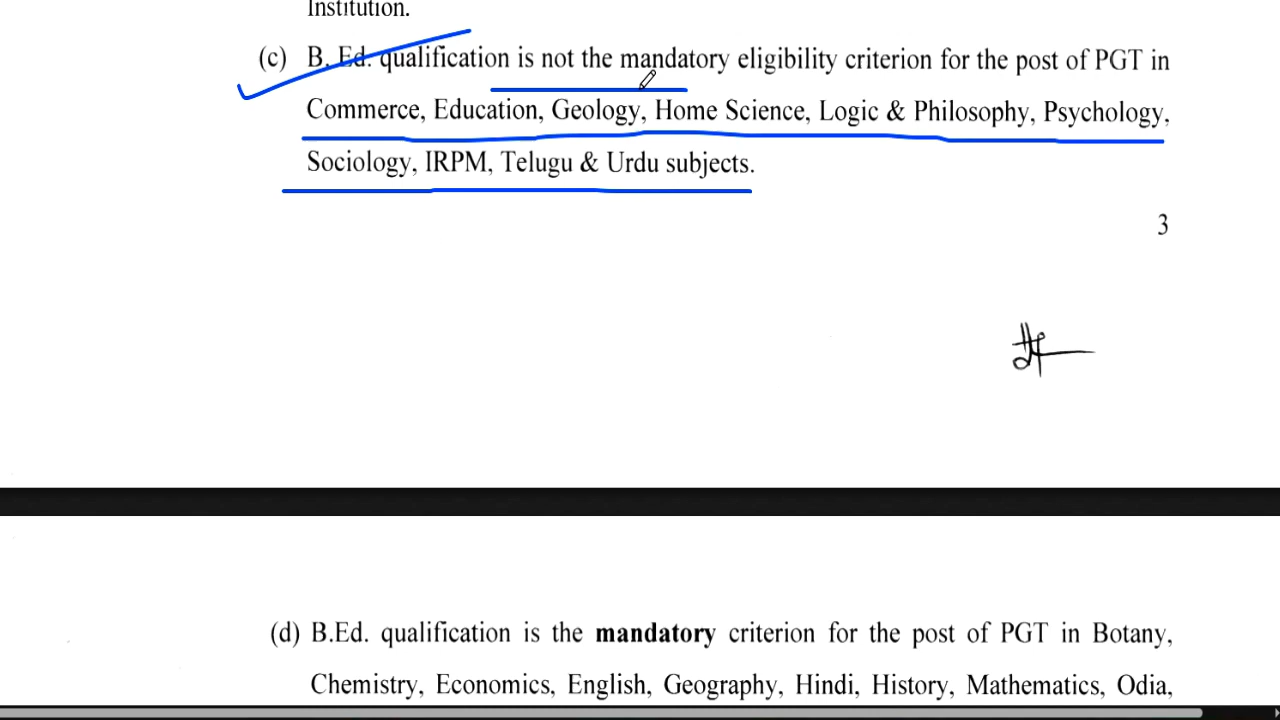 Institution.
(c) B. Ed. qualification is not the mandatory eligibility criterion for the post of PGT in
Commerce, Education, Geology, Home Science, Logic & Philosophy, Psychology,
Sociology, IRPM, Telugu & Urdu subjects.
3
(d) B.Ed. qualification is the mandatory criterion for the post of PGT in Botany,
Chemistry, Economics, English, Geography, Hindi, History, Mathematics, Odia,